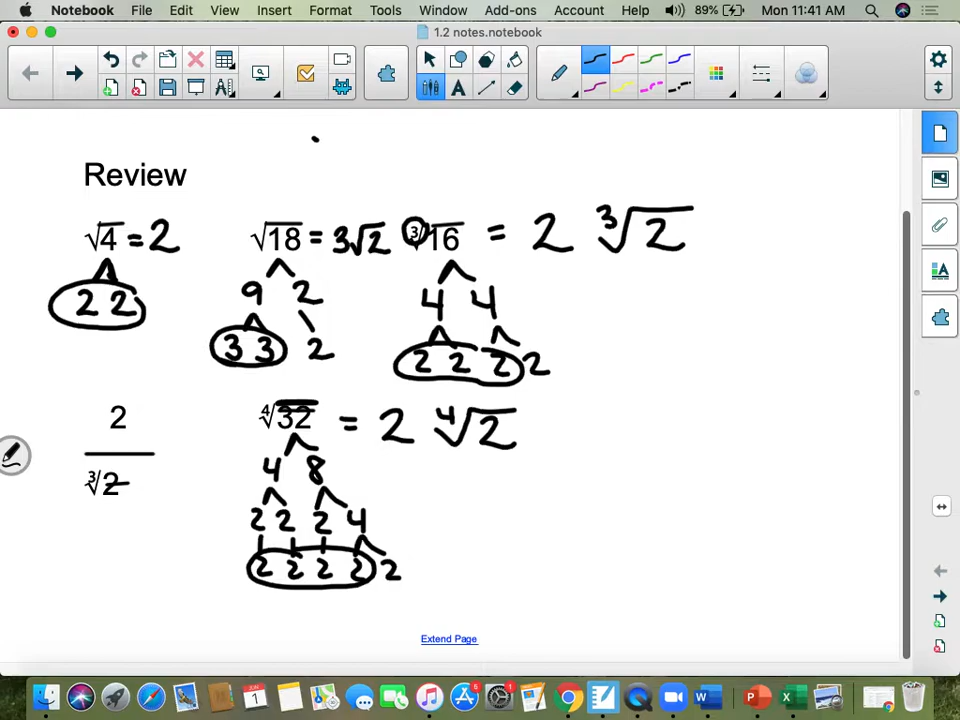 Notebook File Edit View Insert Format Tools Window Add-ons Account Help 89% Mon 11:41 AM
1.2 notes.notebook
Review
√4 = 2 √18 = 3√2 ∛16 = 2 ∛2
2 2 9 2 4 4
3 3 2 2 2 2 2
2 ∜32 = 2 ∜2
∛2 4 8
2 2 2 4
2 2 2 2 2
Extend Page
JUN
1